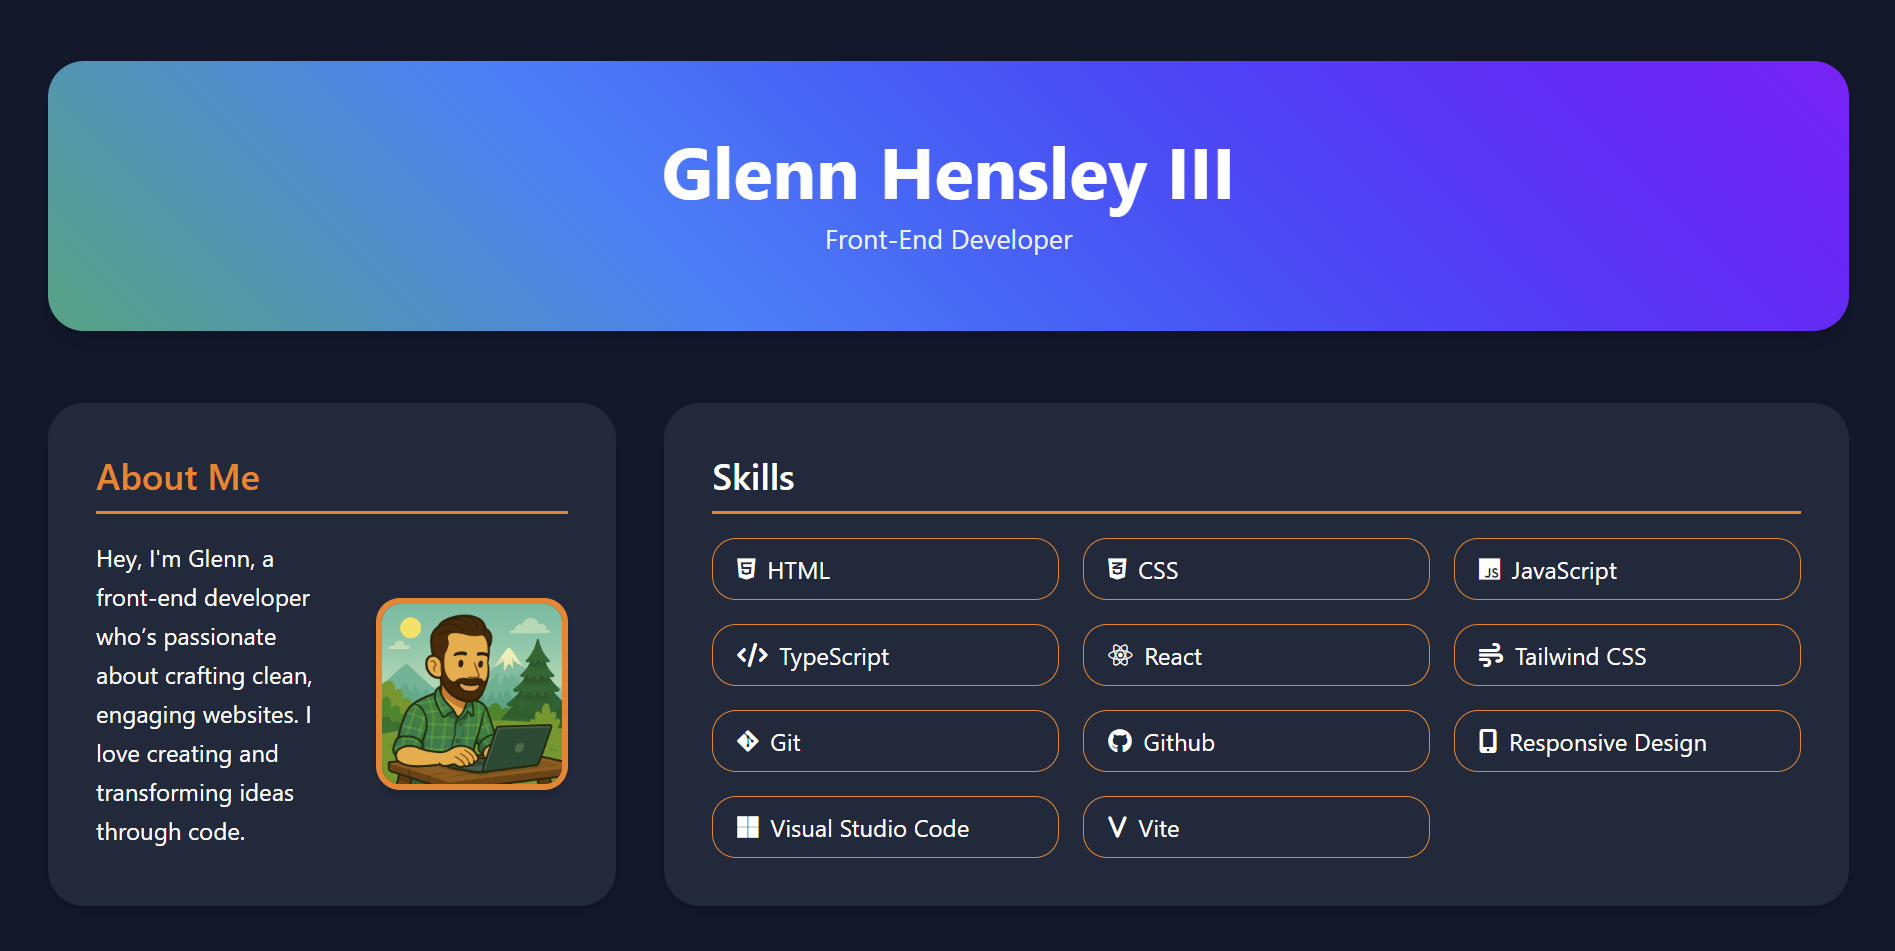 Glenn Hensley III
Front-End Developer
About Me
Hey, I'm Glenn, a
front-end developer
who’s passionate
about crafting clean,
engaging websites. I
love creating and
transforming ideas
through code.
Skills
HTML
CSS
JS JavaScript
TypeScript
React
Tailwind CSS
Git
Github
Responsive Design
Visual Studio Code
Vite